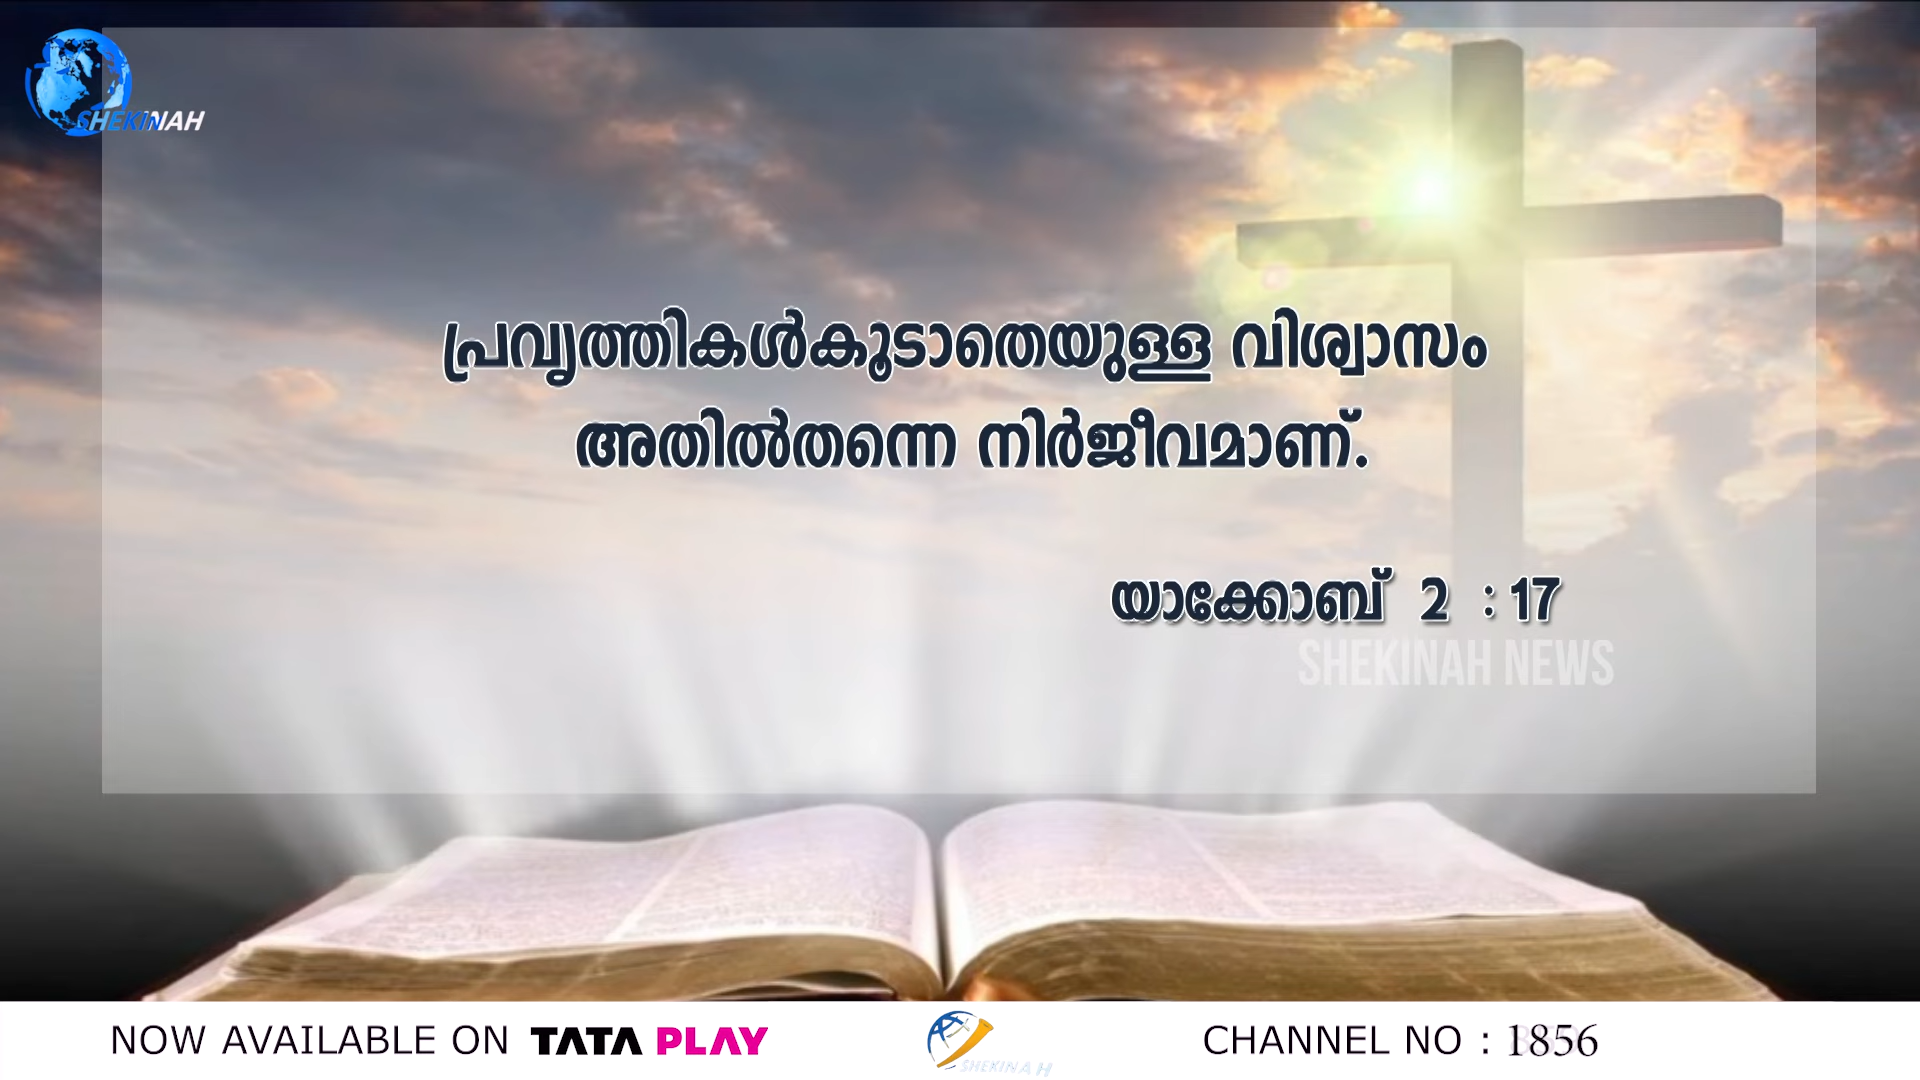 SHEKINAH
പ്രവൃത്തികൾകൂടാതെയുള്ള വിശ്വാസം
അതിൽതന്നെ നിർജീവമാണ്.
യാക്കോബ് 2 : 17
SHEKINAH NEWS
NOW AVAILABLE ON TATA PLAY SHEKINAH CHANNEL NO : 1856